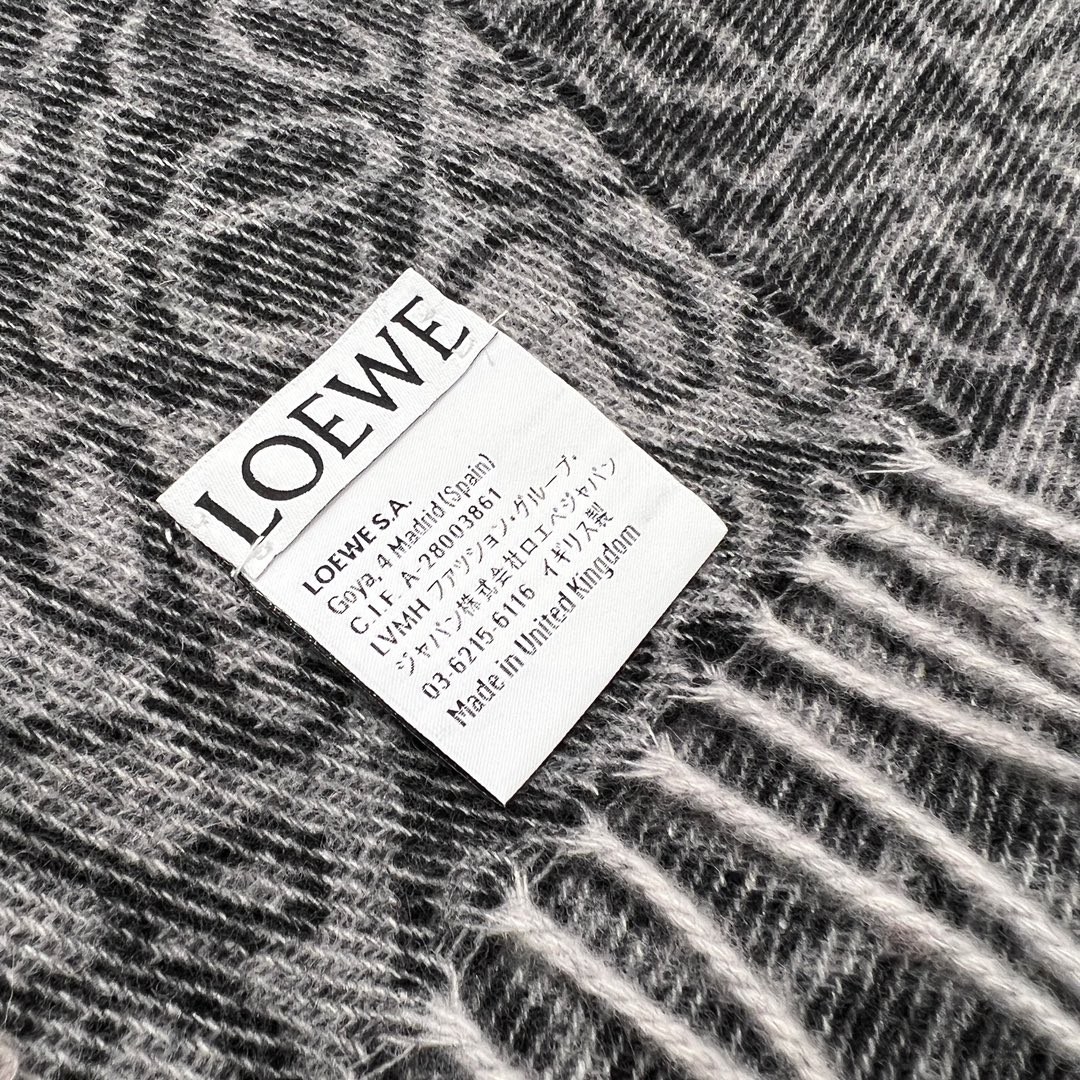 LOEWE
LOEWE S.A.
Goya, 4 Madrid (Spain)
C.I.F. A-28003861
LVMH ファッション・グループ・
ジャパン株式会社ロエベジャパン
03-6215-6116 イギリス製
Made in United Kingdom